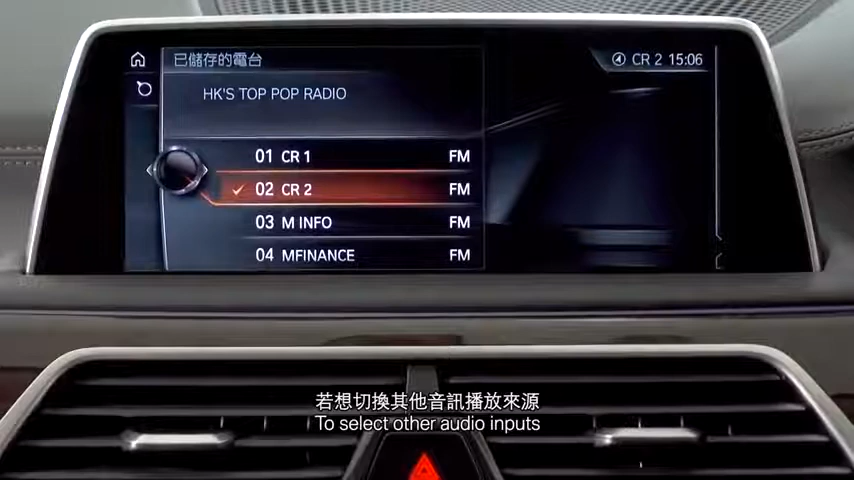 已儲存的電台
CR 2 15:06
HK'S TOP POP RADIO
01 CR 1 FM
02 CR 2 FM
03 M INFO FM
04 MFINANCE FM
若想切換其他音訊播放來源
To select other audio inputs